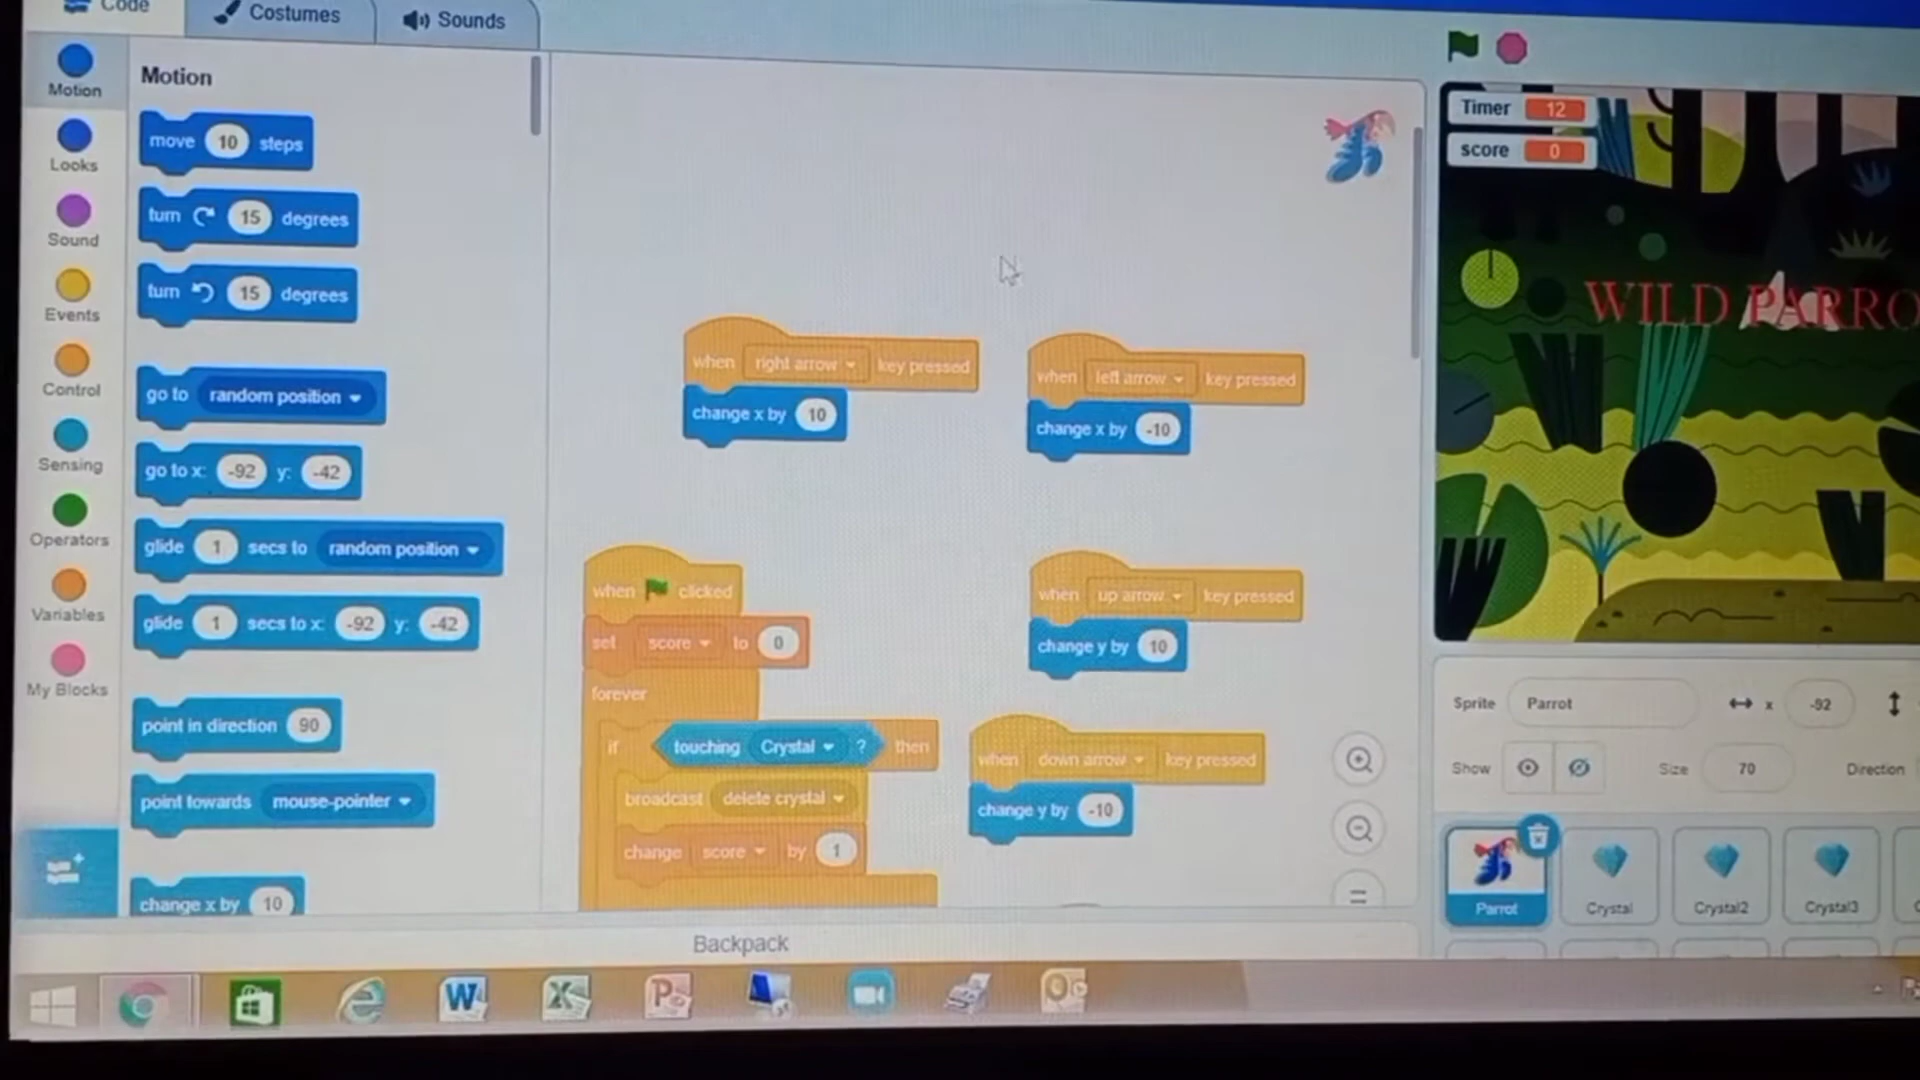 Code
Costumes
Sounds
Motion
Looks
Sound
Events
Control
Sensing
Operators
Variables
My Blocks
Motion
move 10 steps
turn 15 degrees
turn 15 degrees
go to random position
go to x: -92 y: -42
glide 1 secs to random position
glide 1 secs to x: -92 y: -42
point in direction 90
point towards mouse-pointer
change x by 10
when right arrow key pressed
change x by 10
when left arrow key pressed
change x by -10
when clicked
set score to 0
forever
if touching Crystal ? then
broadcast delete crystal
change score by 1
when up arrow key pressed
change y by 10
when down arrow key pressed
change y by -10
Backpack
Timer 12
score 0
WILD PARRO
Sprite Parrot x -92
Show Size 70 Direction
Parrot
Crystal
Crystal2
Crystal3